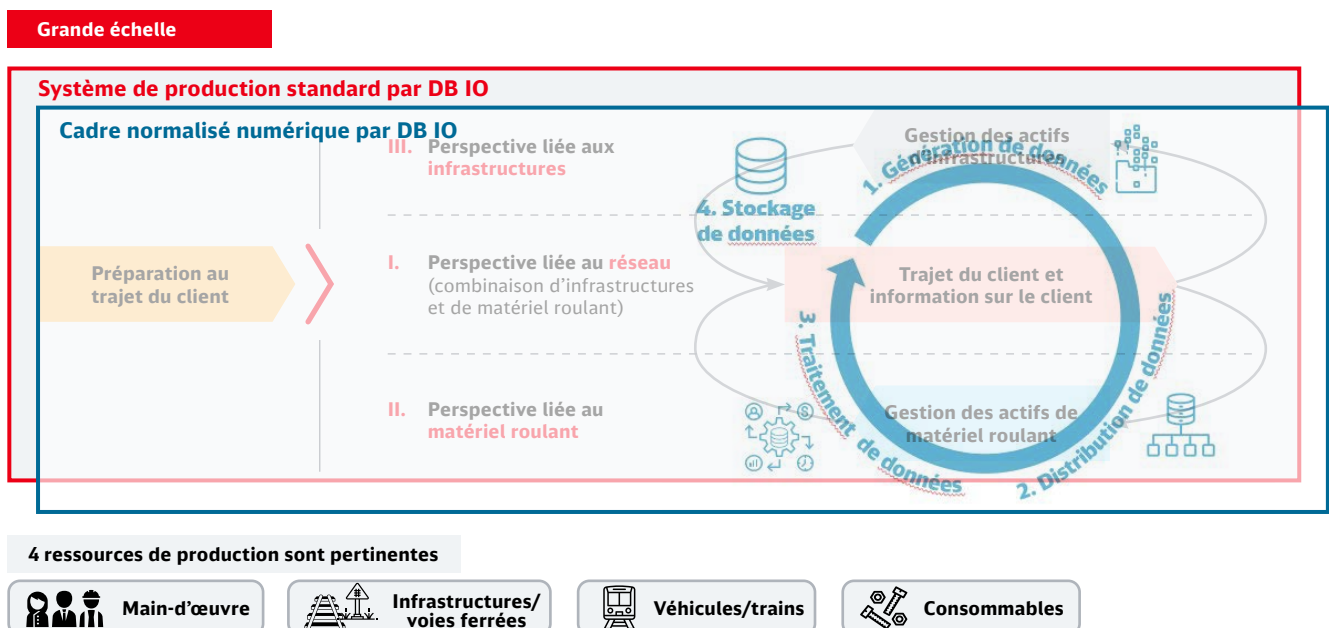 Grande échelle
Système de production standard par DB IO
Cadre normalisé numérique par DB IO
III. Perspective liée aux
infrastructures
Gestion des actifs
d'infrastructures
1. Génération de données
4. Stockage
de données
Préparation au
trajet du client
I. Perspective liée au réseau
(combinaison d’infrastructures
et de matériel roulant)
Trajet du client et
information sur le client
3. Traitement de données
2. Distribution de données
II. Perspective liée au
matériel roulant
Gestion des actifs de
matériel roulant
4 ressources de production sont pertinentes
Main-d’œuvre
Infrastructures/
voies ferrées
Véhicules/trains
Consommables